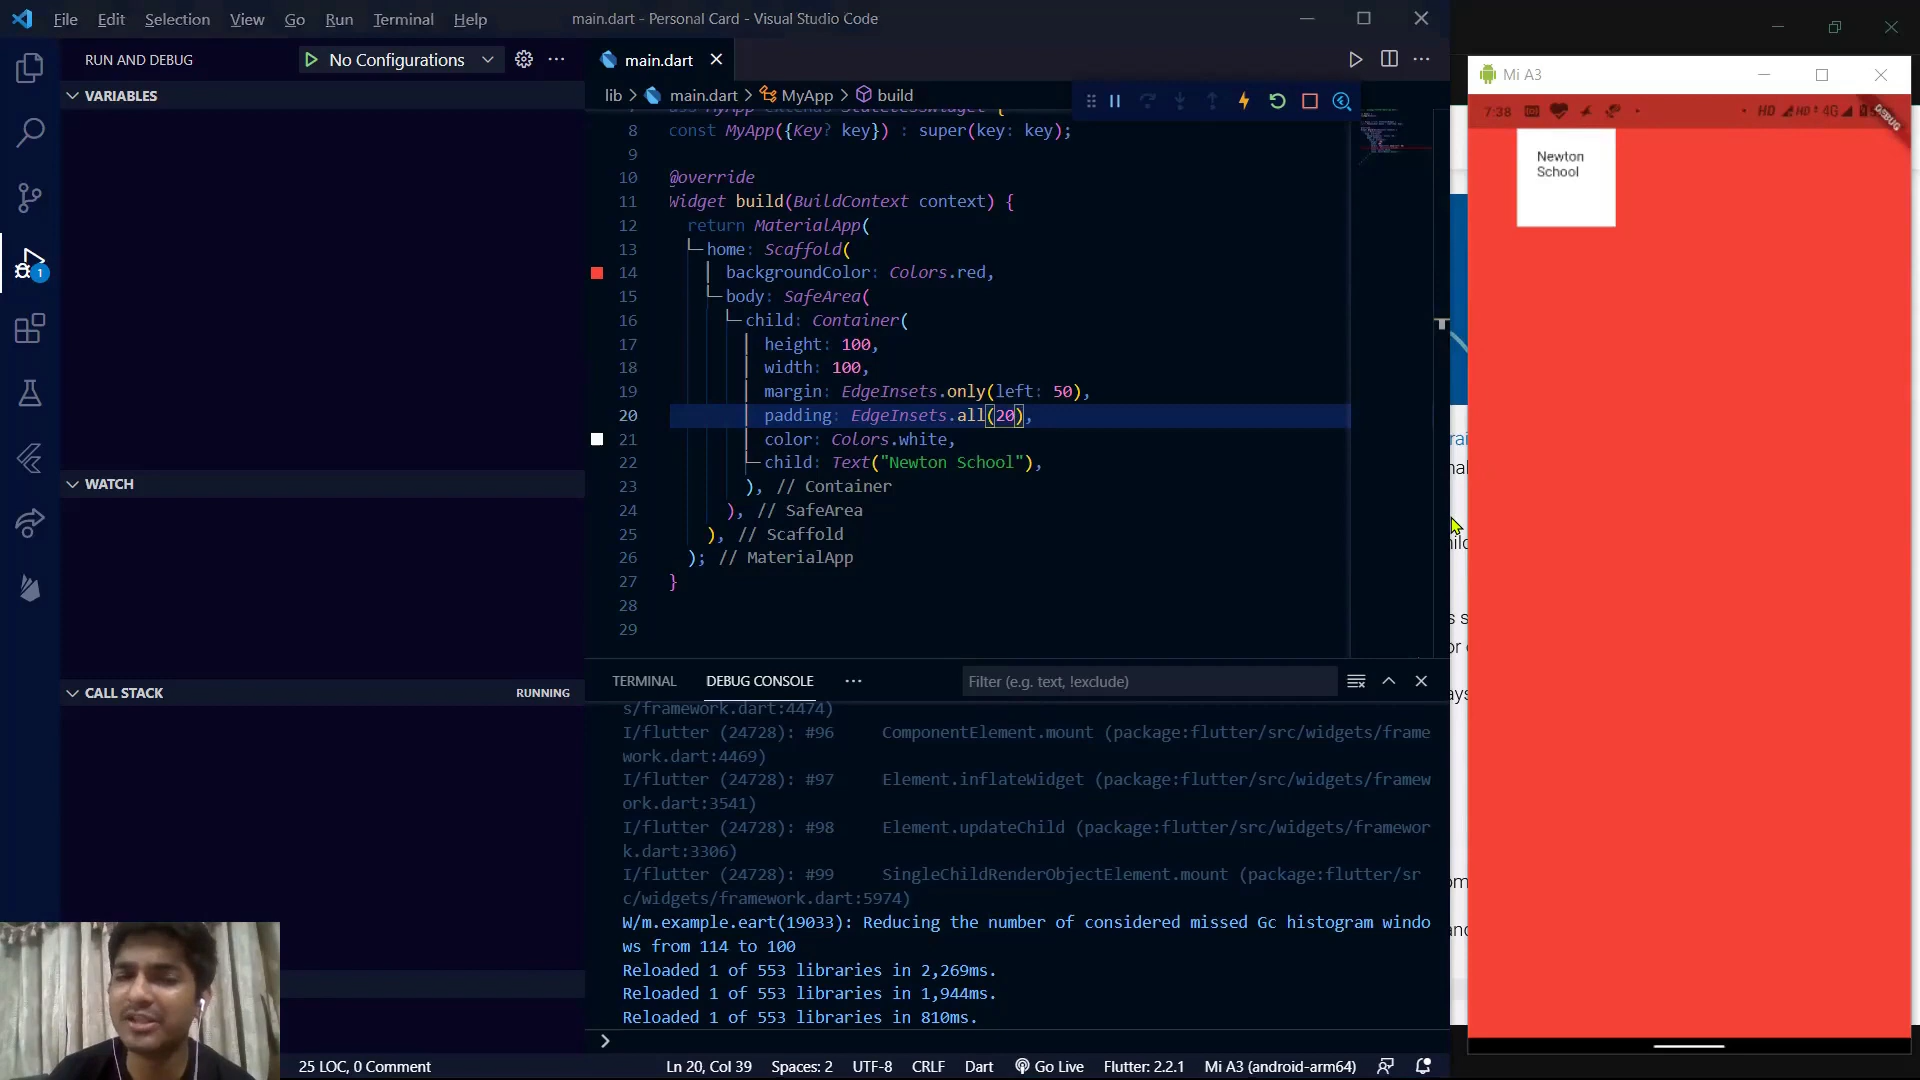 File Edit Selection View Go Run Terminal Help
main.dart - Personal Card - Visual Studio Code
RUN AND DEBUG
No Configurations
VARIABLES
WATCH
CALL STACK
RUNNING
1
main.dart
lib > main.dart > MyApp > build
8 const MyApp({Key? key}) : super(key: key);
9
10 @override
11 Widget build(BuildContext context) {
12 return MaterialApp(
13 home: Scaffold(
14 backgroundColor: Colors.red,
15 body: SafeArea(
16 child: Container(
17 height: 100,
18 width: 100,
19 margin: EdgeInsets.only(left: 50),
20 padding: EdgeInsets.all(20),
21 color: Colors.white,
22 child: Text("Newton School"),
23 ), // Container
24 ), // SafeArea
25 ), // Scaffold
26 ); // MaterialApp
27 }
28
29
TERMINAL DEBUG CONSOLE
Filter (e.g. text, !exclude)
s/framework.dart:4474)
I/flutter (24728): #96 ComponentElement.mount (package:flutter/src/widgets/frame
work.dart:4469)
I/flutter (24728): #97 Element.inflateWidget (package:flutter/src/widgets/framew
ork.dart:3541)
I/flutter (24728): #98 Element.updateChild (package:flutter/src/widgets/framewor
k.dart:3306)
I/flutter (24728): #99 SingleChildRenderObjectElement.mount (package:flutter/sr
c/widgets/framework.dart:5974)
W/m.example.eart(19033): Reducing the number of considered missed Gc histogram windo
ws from 114 to 100
Reloaded 1 of 553 libraries in 2,269ms.
Reloaded 1 of 553 libraries in 1,944ms.
Reloaded 1 of 553 libraries in 810ms.
25 LOC, 0 Comment
Ln 20, Col 39 Spaces: 2 UTF-8 CRLF Dart Go Live Flutter: 2.2.1 Mi A3 (android-arm64)
Mi A3
7:38
HD 4G
DEBUG
Newton
School